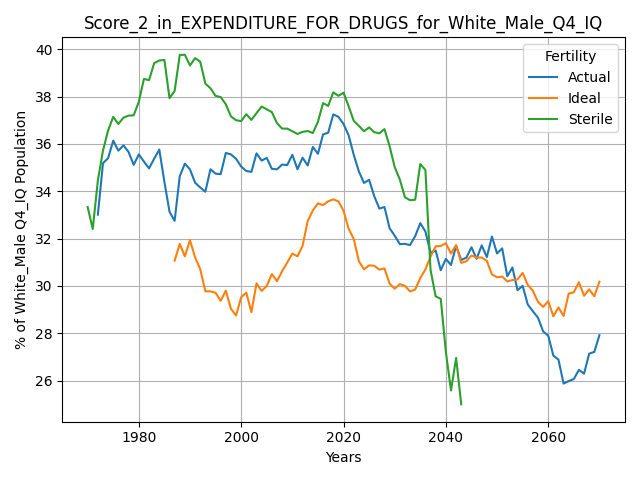 Score_2_in_EXPENDITURE_FOR_DRUGS_for_White_Male_Q4_IQ
% of White_Male Q4_IQ Population
40
38
36
34
32
30
28
26
Fertility
Actual
Ideal
Sterile
1980 2000 2020 2040 2060
Years